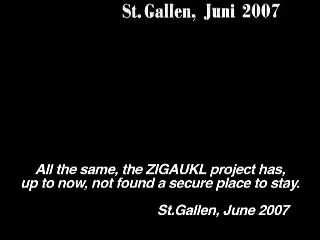 St. Gallen, Juni 2007
All the same, the ZIGAUKL project has,
up to now, not found a secure place to stay.
St.Gallen, June 2007